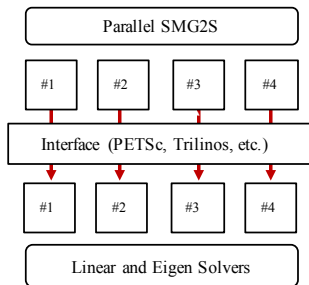 Parallel SMG2S
#1 #2 #3 #4
Interface (PETSc, Trilinos, etc.)
#1 #2 #3 #4
Linear and Eigen Solvers